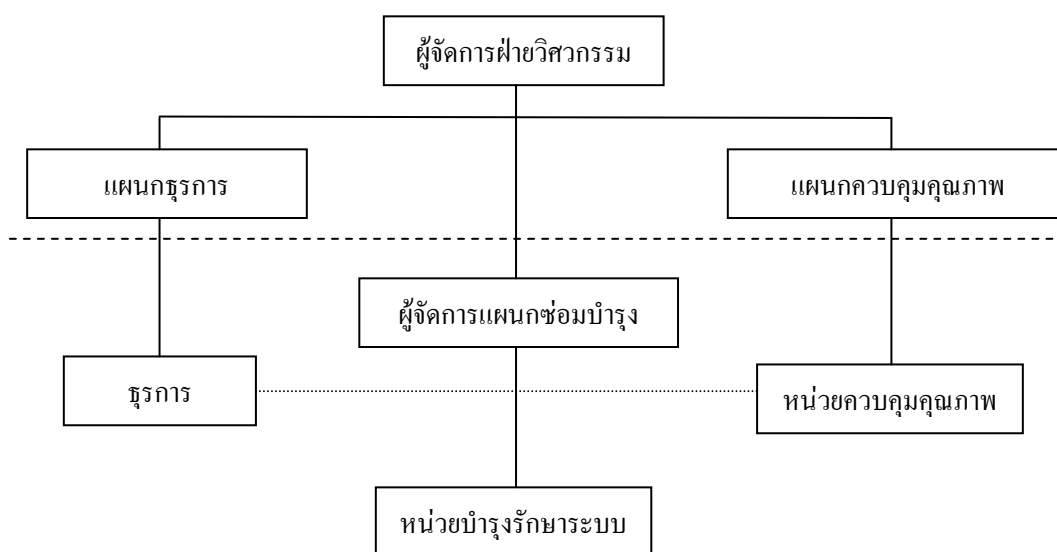 ผู้จัดการฝ่ายวิศวกรรม
แผนกธุรการ
แผนกควบคุมคุณภาพ
ผู้จัดการแผนกซ่อมบำรุง
ธุรการ
หน่วยควบคุมคุณภาพ
หน่วยบำรุงรักษาระบบ